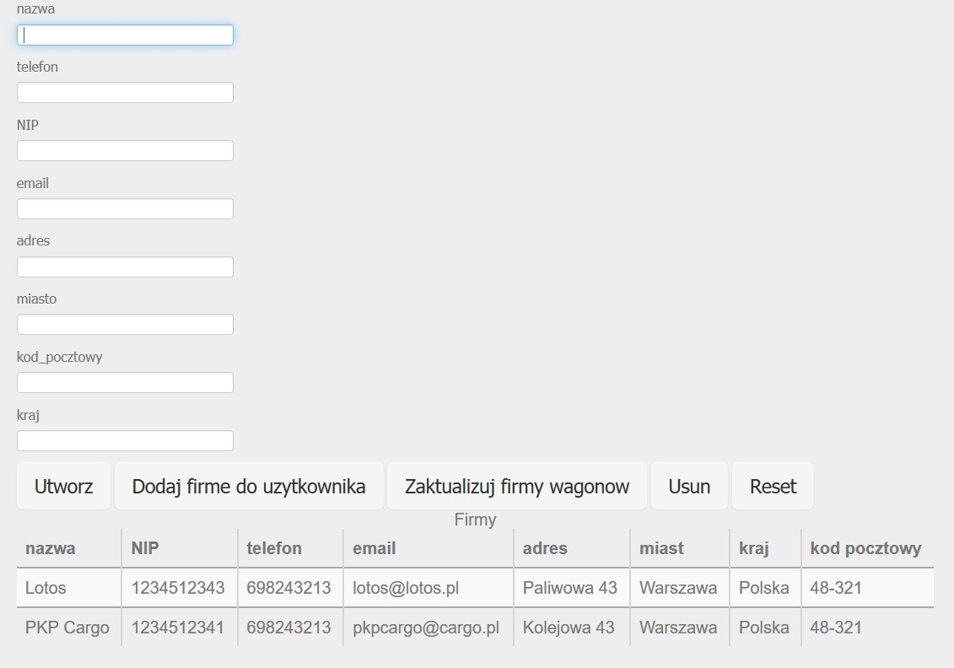 nazwa
telefon
NIP
email
adres
miasto
kod_pocztowy
kraj
Utworz Dodaj firme do uzytkownika Zaktualizuj firmy wagonow Usun Reset
Firmy
nazwa NIP telefon email adres miast kraj kod pocztowy
Lotos 1234512343 698243213 lotos@lotos.pl Paliwowa 43 Warszawa Polska 48-321
PKP Cargo 1234512341 698243213 pkpcargo@cargo.pl Kolejowa 43 Warszawa Polska 48-321